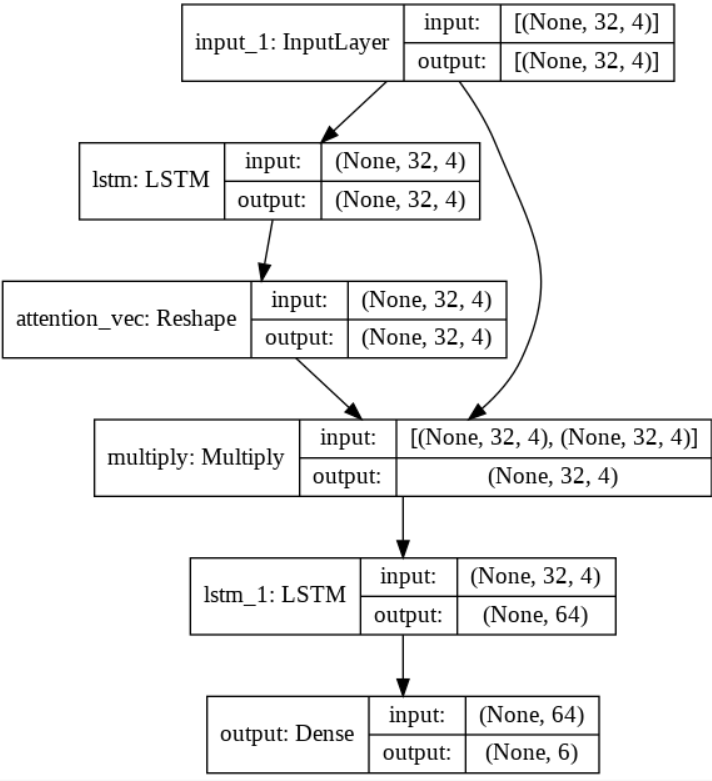 input_1: InputLayer
input:
[(None, 32, 4)]
output:
[(None, 32, 4)]
lstm: LSTM
input:
(None, 32, 4)
output:
(None, 32, 4)
attention_vec: Reshape
input:
(None, 32, 4)
output:
(None, 32, 4)
multiply: Multiply
input:
[(None, 32, 4), (None, 32, 4)]
output:
(None, 32, 4)
lstm_1: LSTM
input:
(None, 32, 4)
output:
(None, 64)
output: Dense
input:
(None, 64)
output:
(None, 6)